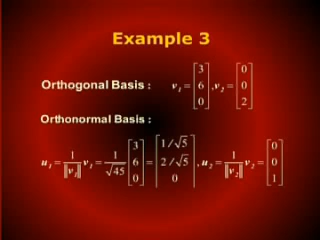 Example 3
Orthogonal Basis : v₁ = [3 6 0], v₂ = [0 0 2]
Orthonormal Basis :
u₁ = 1/‖v₁‖ v₁ = 1/√45 [3 6 0] = [1/√5 2/√5 0], u₂ = 1/‖v₂‖ v₂ = [0 0 1]